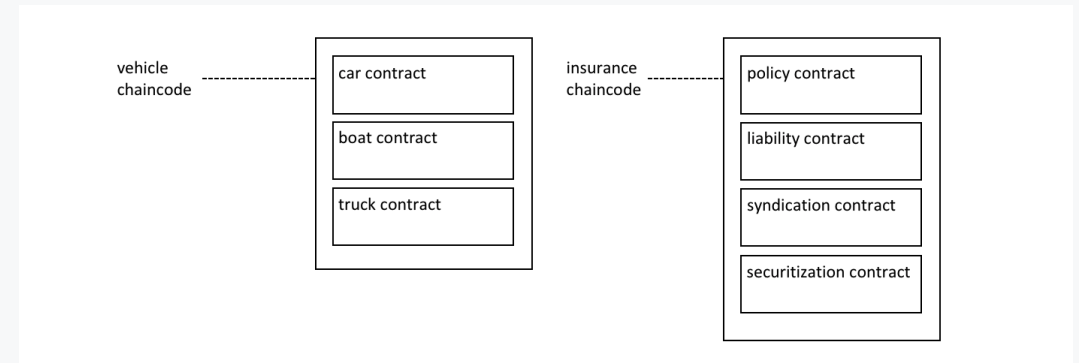 vehicle
chaincode
car contract
boat contract
truck contract
insurance
chaincode
policy contract
liability contract
syndication contract
securitization contract